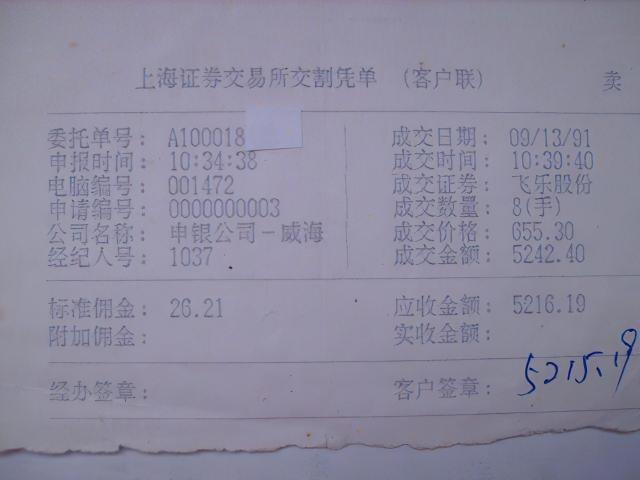 上海证券交易所交割凭单 (客户联) 卖
委托单号: A100018 成交日期: 09/13/91
申报时间: 10:34:38 成交时间: 10:39:40
电脑编号: 001472 成交证券: 飞乐股份
申请编号: 0000000003 成交数量: 8(手)
公司名称: 申银公司-威海 成交价格: 655.30
经纪人号: 1037 成交金额: 5242.40
标准佣金: 26.21 应收金额: 5216.19
附加佣金: 实收金额:
经办签章: 客户签章: 5215.19